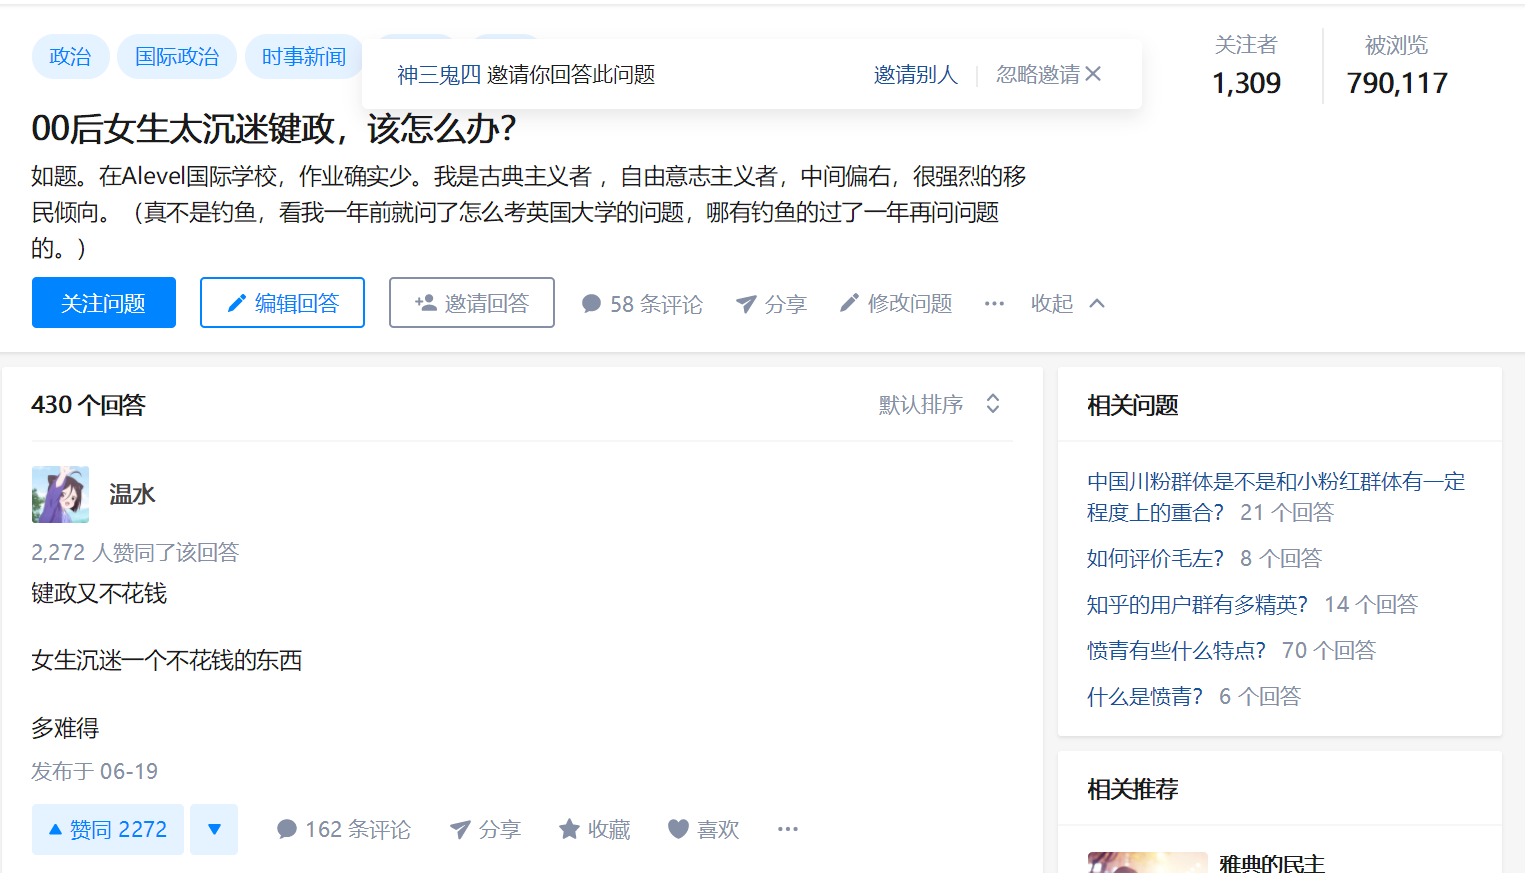 政治 国际政治 时事新闻
神三鬼四 邀请你回答此问题 邀请别人 忽略邀请
关注者 被浏览
1,309 790,117
00后女生太沉迷键政，该怎么办？
如题。在Alevel国际学校，作业确实少。我是古典主义者 ，自由意志主义者，中间偏右，很强烈的移
民倾向。（真不是钓鱼，看我一年前就问了怎么考英国大学的问题，哪有钓鱼的过了一年再问问题
的。）
关注问题 编辑回答 邀请回答 58 条评论 分享 修改问题 ··· 收起
430 个回答 默认排序
温水
2,272 人赞同了该回答
键政又不花钱
女生沉迷一个不花钱的东西
多难得
发布于 06-19
赞同 2272 162 条评论 分享 收藏 喜欢 ···
相关问题
中国川粉群体是不是和小粉红群体有一定
程度上的重合？ 21 个回答
如何评价毛左？ 8 个回答
知乎的用户群有多精英？ 14 个回答
愤青有些什么特点？ 70 个回答
什么是愤青？ 6 个回答
相关推荐
雅典的民主